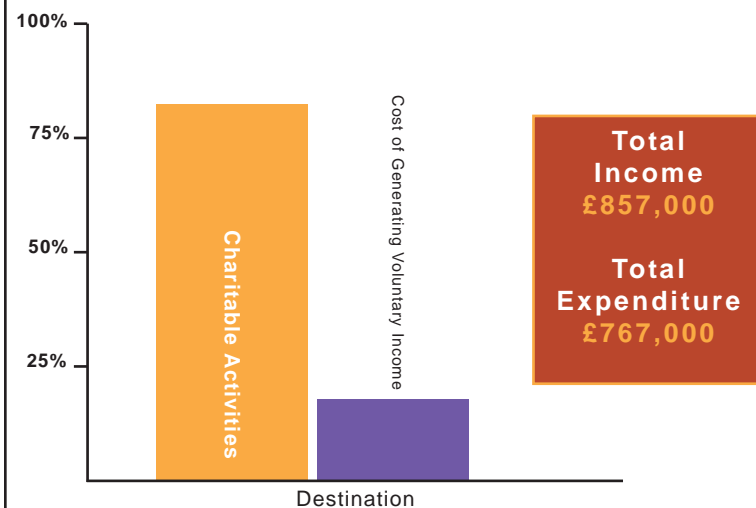 100%
75%
50%
25%
Charitable Activities
Cost of Generating Voluntary Income
Destination
Total
Income
£857,000
Total
Expenditure
£767,000